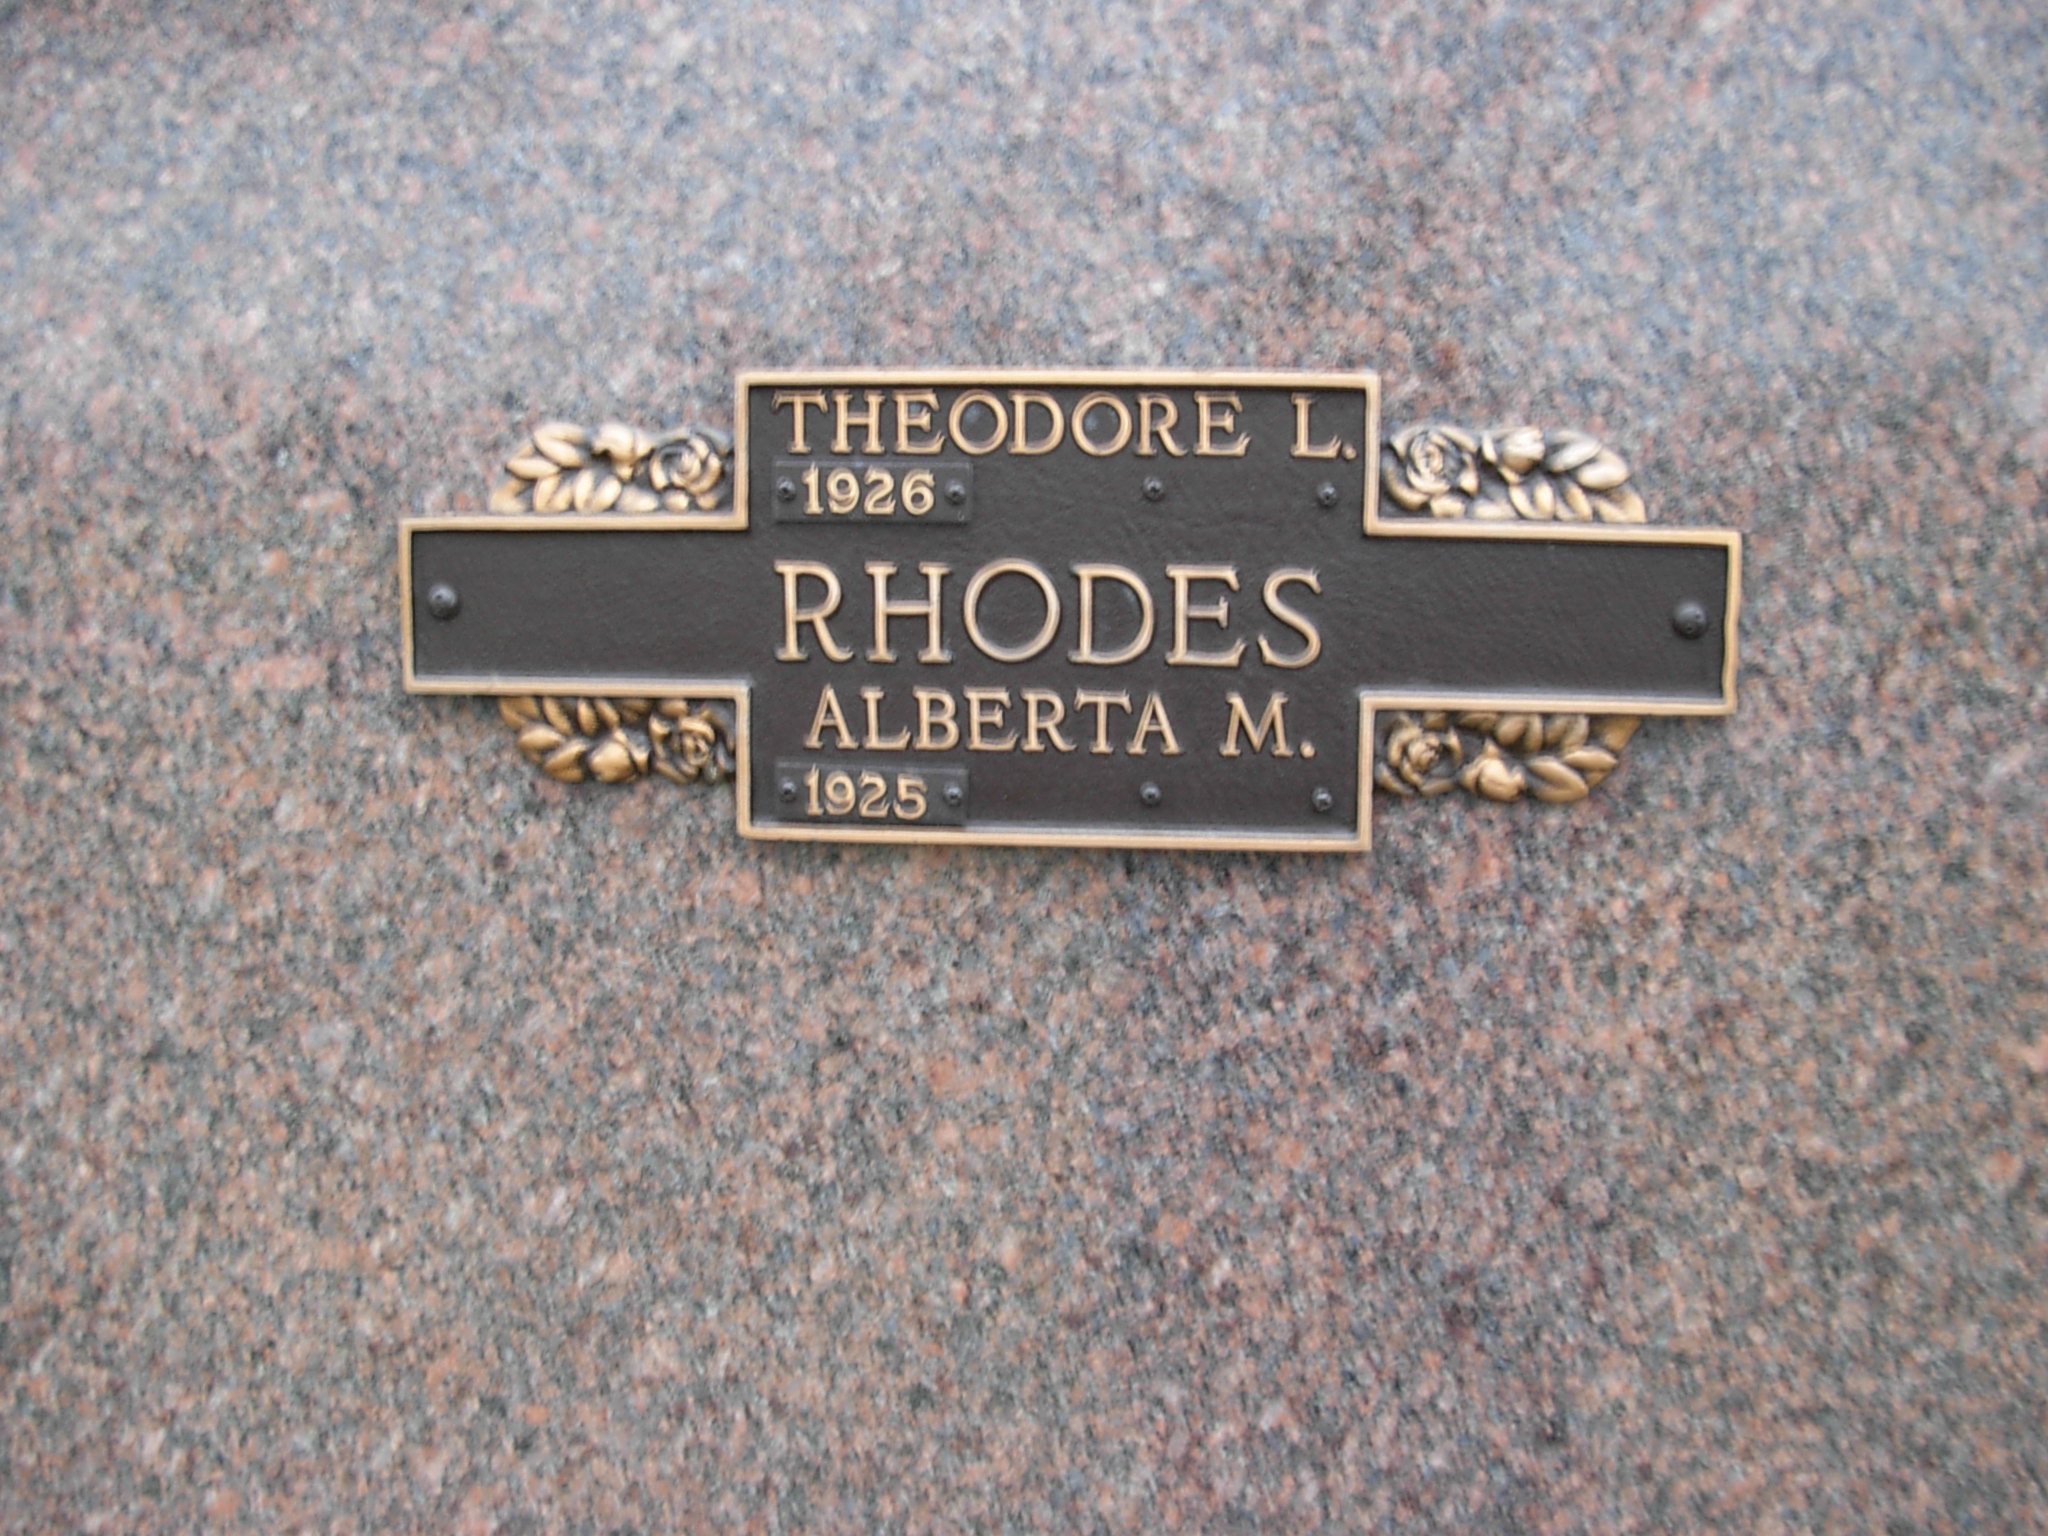 THEODORE L.
1926
RHODES
ALBERTA M.
1925